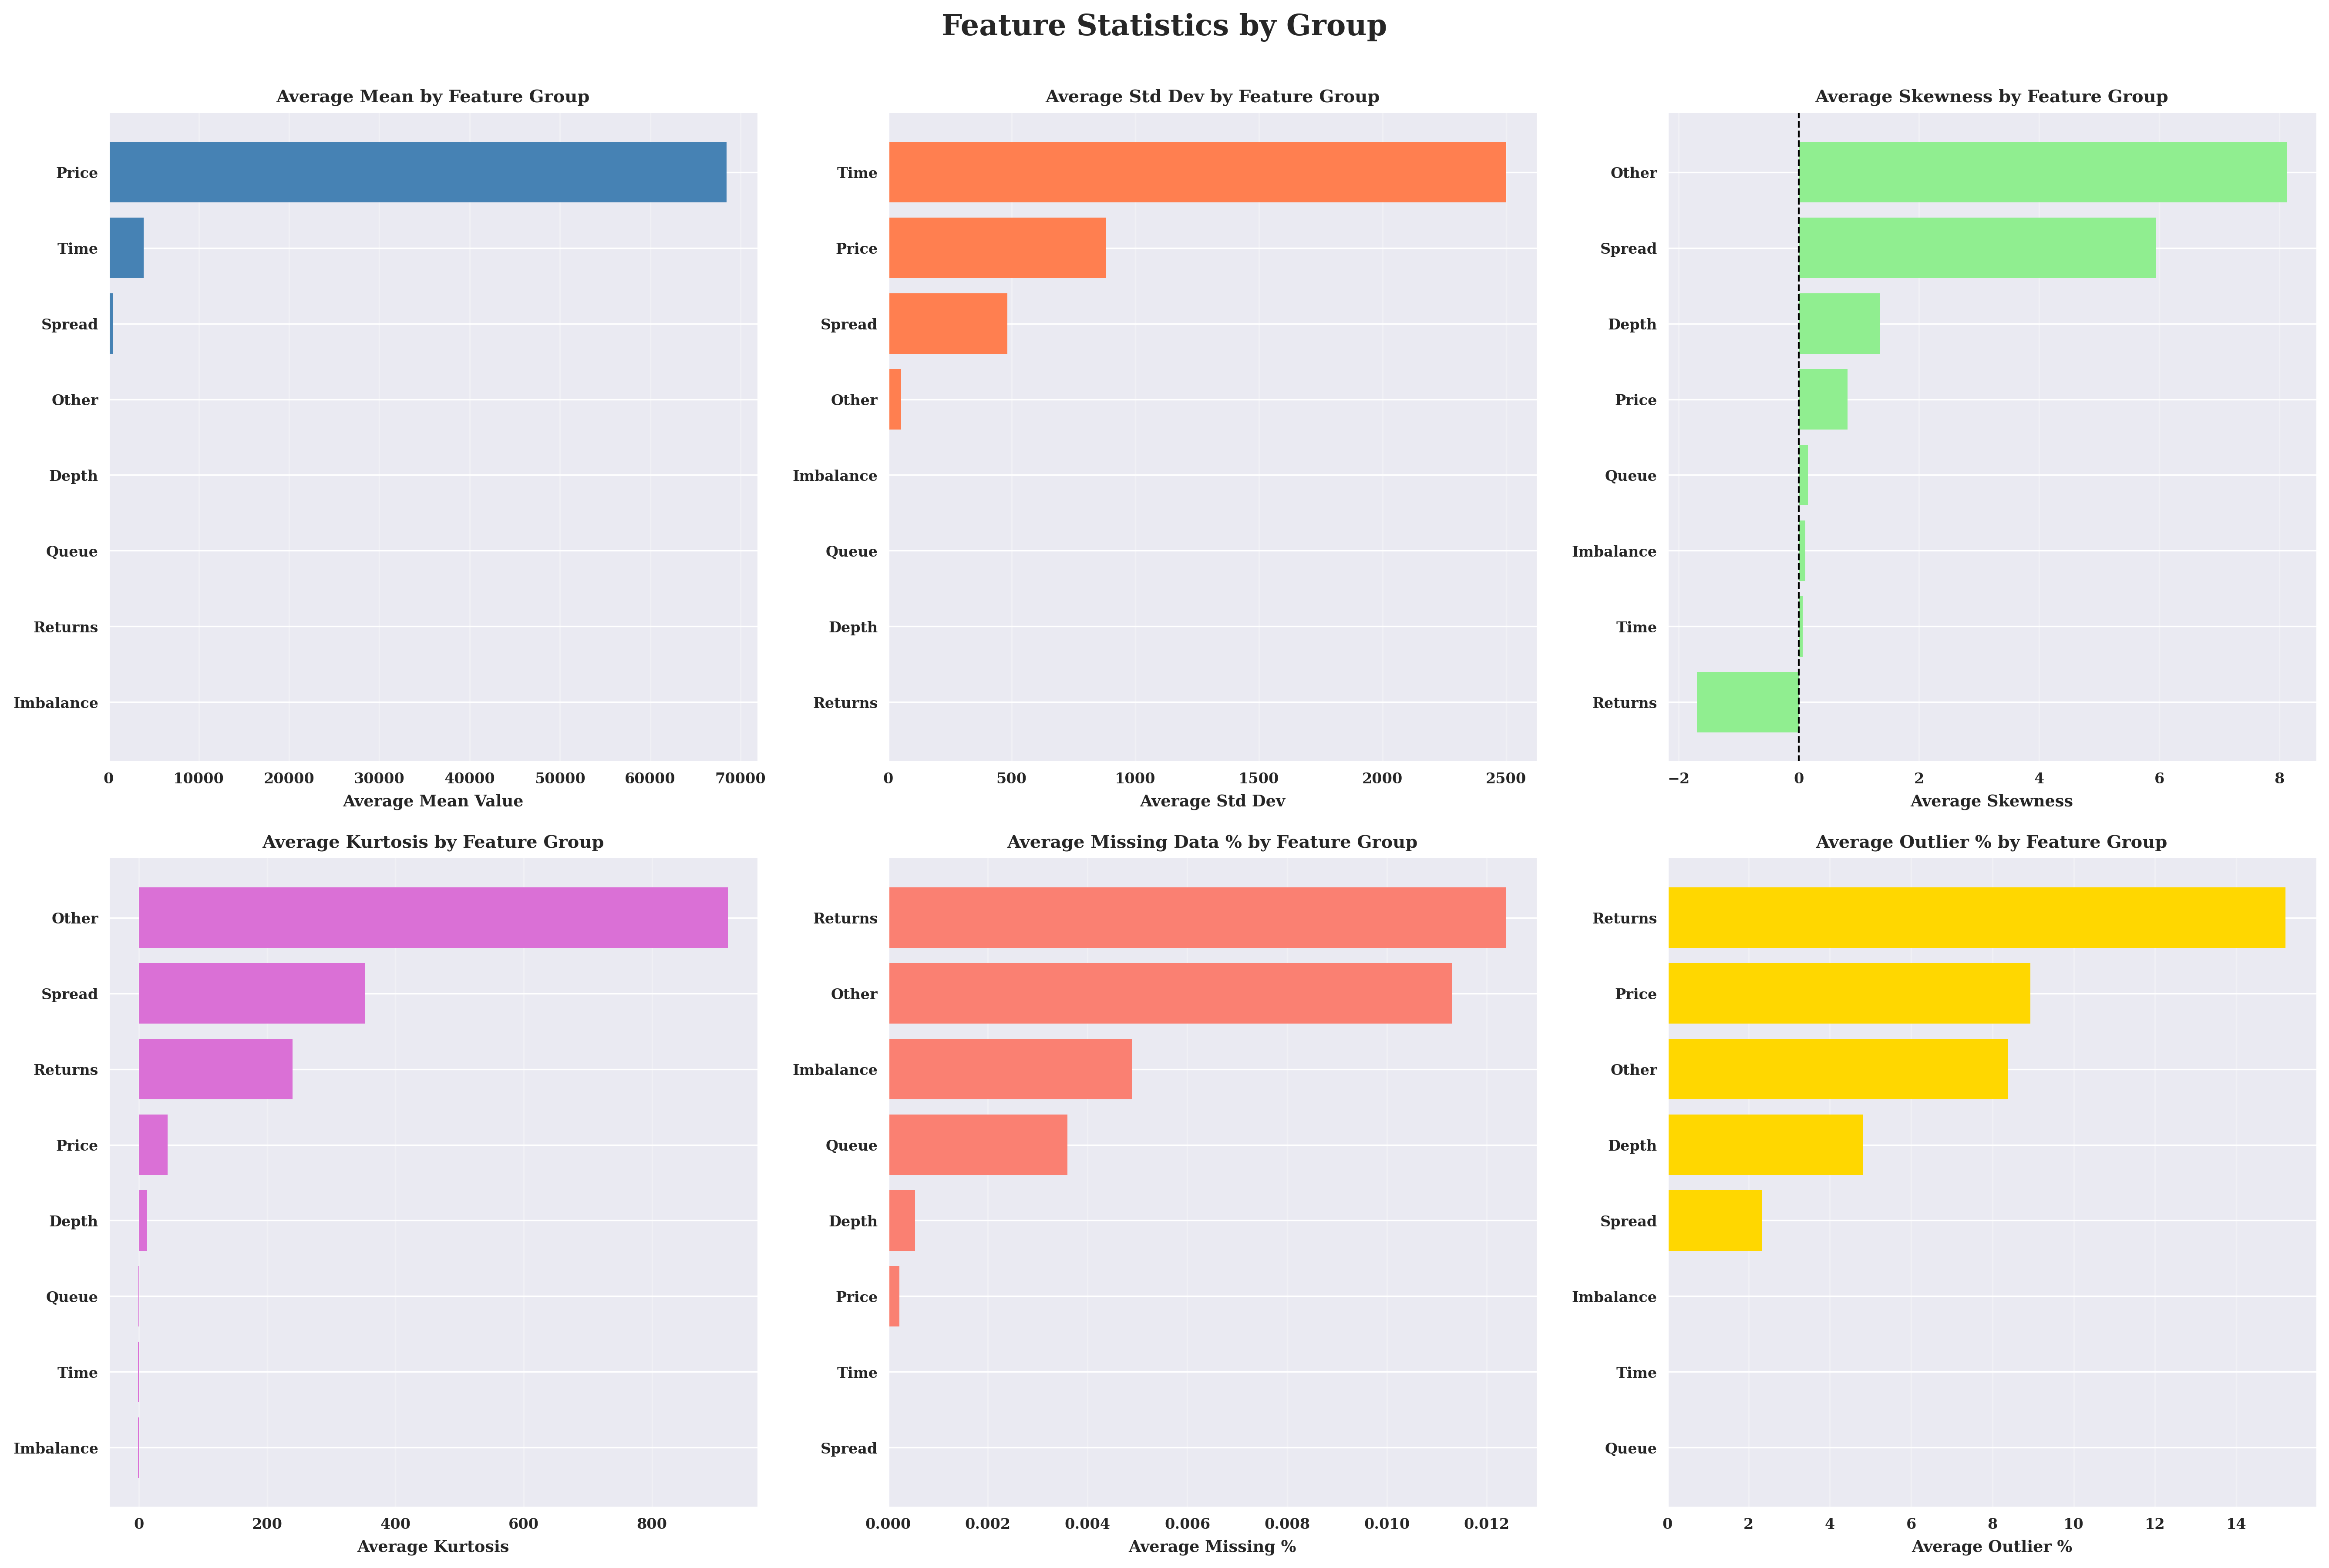 Feature Statistics by Group
Average Mean by Feature Group
Price
Time
Spread
Other
Depth
Queue
Returns
Imbalance
0 10000 20000 30000 40000 50000 60000 70000
Average Mean Value
Average Std Dev by Feature Group
Time
Price
Spread
Other
Imbalance
Queue
Depth
Returns
0 500 1000 1500 2000 2500
Average Std Dev
Average Skewness by Feature Group
Other
Spread
Depth
Price
Queue
Imbalance
Time
Returns
−2 0 2 4 6 8
Average Skewness
Average Kurtosis by Feature Group
Other
Spread
Returns
Price
Depth
Queue
Time
Imbalance
0 200 400 600 800
Average Kurtosis
Average Missing Data % by Feature Group
Returns
Other
Imbalance
Queue
Depth
Price
Time
Spread
0.000 0.002 0.004 0.006 0.008 0.010 0.012
Average Missing %
Average Outlier % by Feature Group
Returns
Price
Other
Depth
Spread
Imbalance
Time
Queue
0 2 4 6 8 10 12 14
Average Outlier %